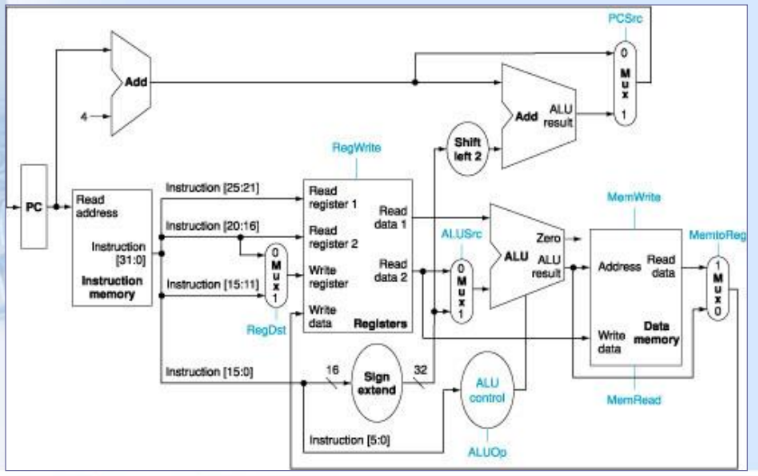 PCSrc
0
M
u
x
1
Add
4
Add
ALU
result
Shift
left 2
RegWrite
PC
Read
address
Instruction
[31:0]
Instruction
memory
Instruction [25:21]
Instruction [20:16]
Instruction [15:11]
0
M
u
x
1
RegDst
Read
register 1
Read
register 2
Write
register
Write
data
Read
data 1
Read
data 2
Registers
ALUSrc
0
M
u
x
1
Zero
ALU
ALU
result
MemWrite
Address
Read
data
Write
data
Data
memory
MemRead
MemtoReg
1
M
u
x
0
Instruction [15:0]
16
Sign
extend
32
ALU
control
ALUOp
Instruction [5:0]